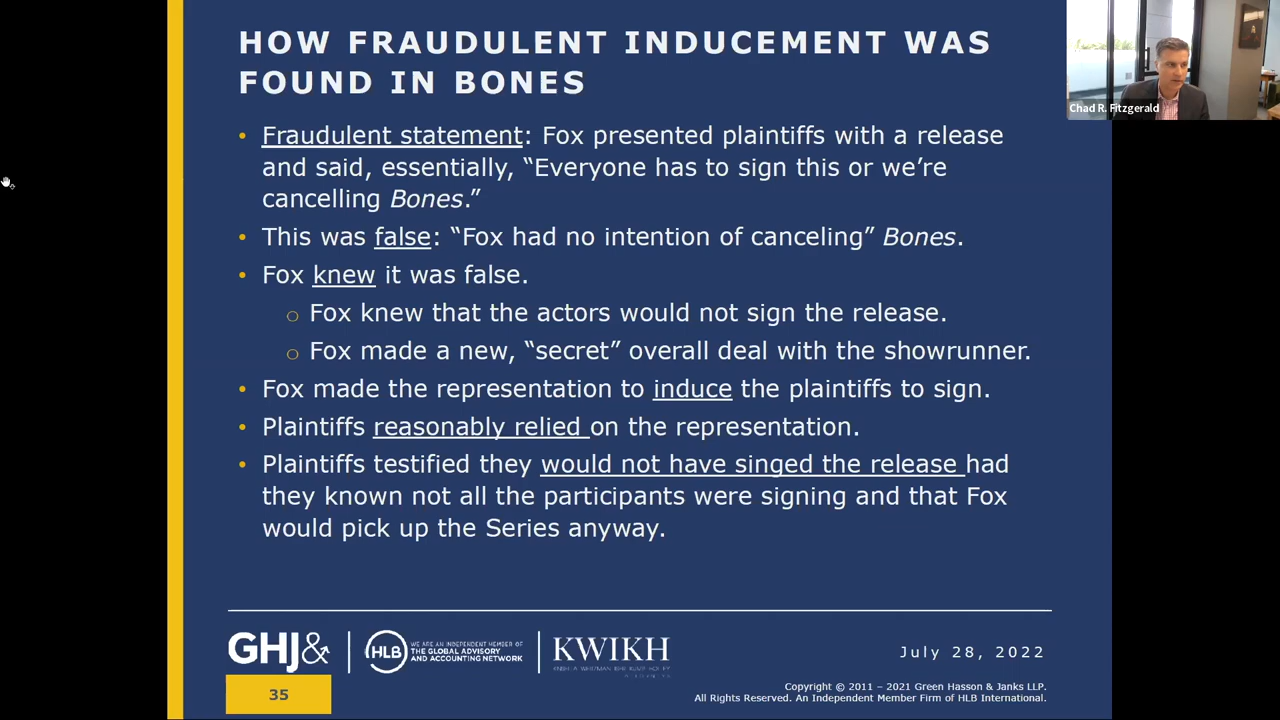 HOW FRAUDULENT INDUCEMENT WAS
FOUND IN BONES
Chad R. Fitzgerald
• Fraudulent statement: Fox presented plaintiffs with a release
and said, essentially, “Everyone has to sign this or we’re
cancelling Bones.”
• This was false: “Fox had no intention of canceling” Bones.
• Fox knew it was false.
o Fox knew that the actors would not sign the release.
o Fox made a new, “secret” overall deal with the showrunner.
• Fox made the representation to induce the plaintiffs to sign.
• Plaintiffs reasonably relied on the representation.
• Plaintiffs testified they would not have singed the release had
they known not all the participants were signing and that Fox
would pick up the Series anyway.
GHJ&
HLB
WE ARE AN INDEPENDENT MEMBER OF
THE GLOBAL ADVISORY
AND ACCOUNTING NETWORK
KWIKH
July 28, 2022
35
Copyright © 2011 – 2021 Green Hasson & Janks LLP.
All Rights Reserved. An Independent Member Firm of HLB International.